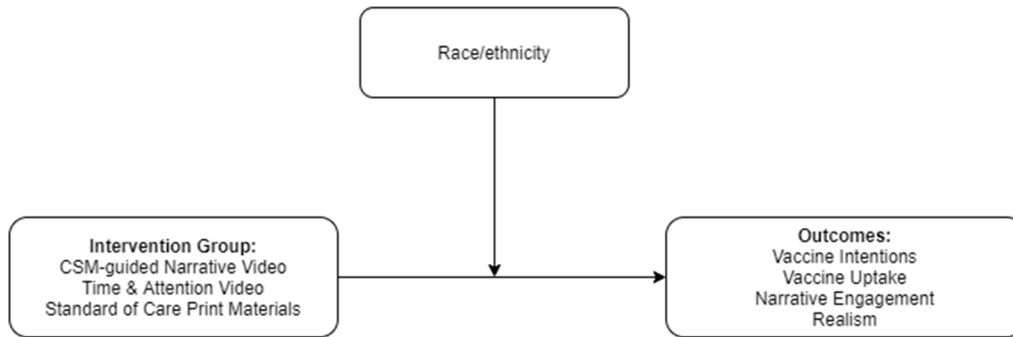 Race/ethnicity
Intervention Group:
CSM-guided Narrative Video
Time & Attention Video
Standard of Care Print Materials
Outcomes:
Vaccine Intentions
Vaccine Uptake
Narrative Engagement
Realism